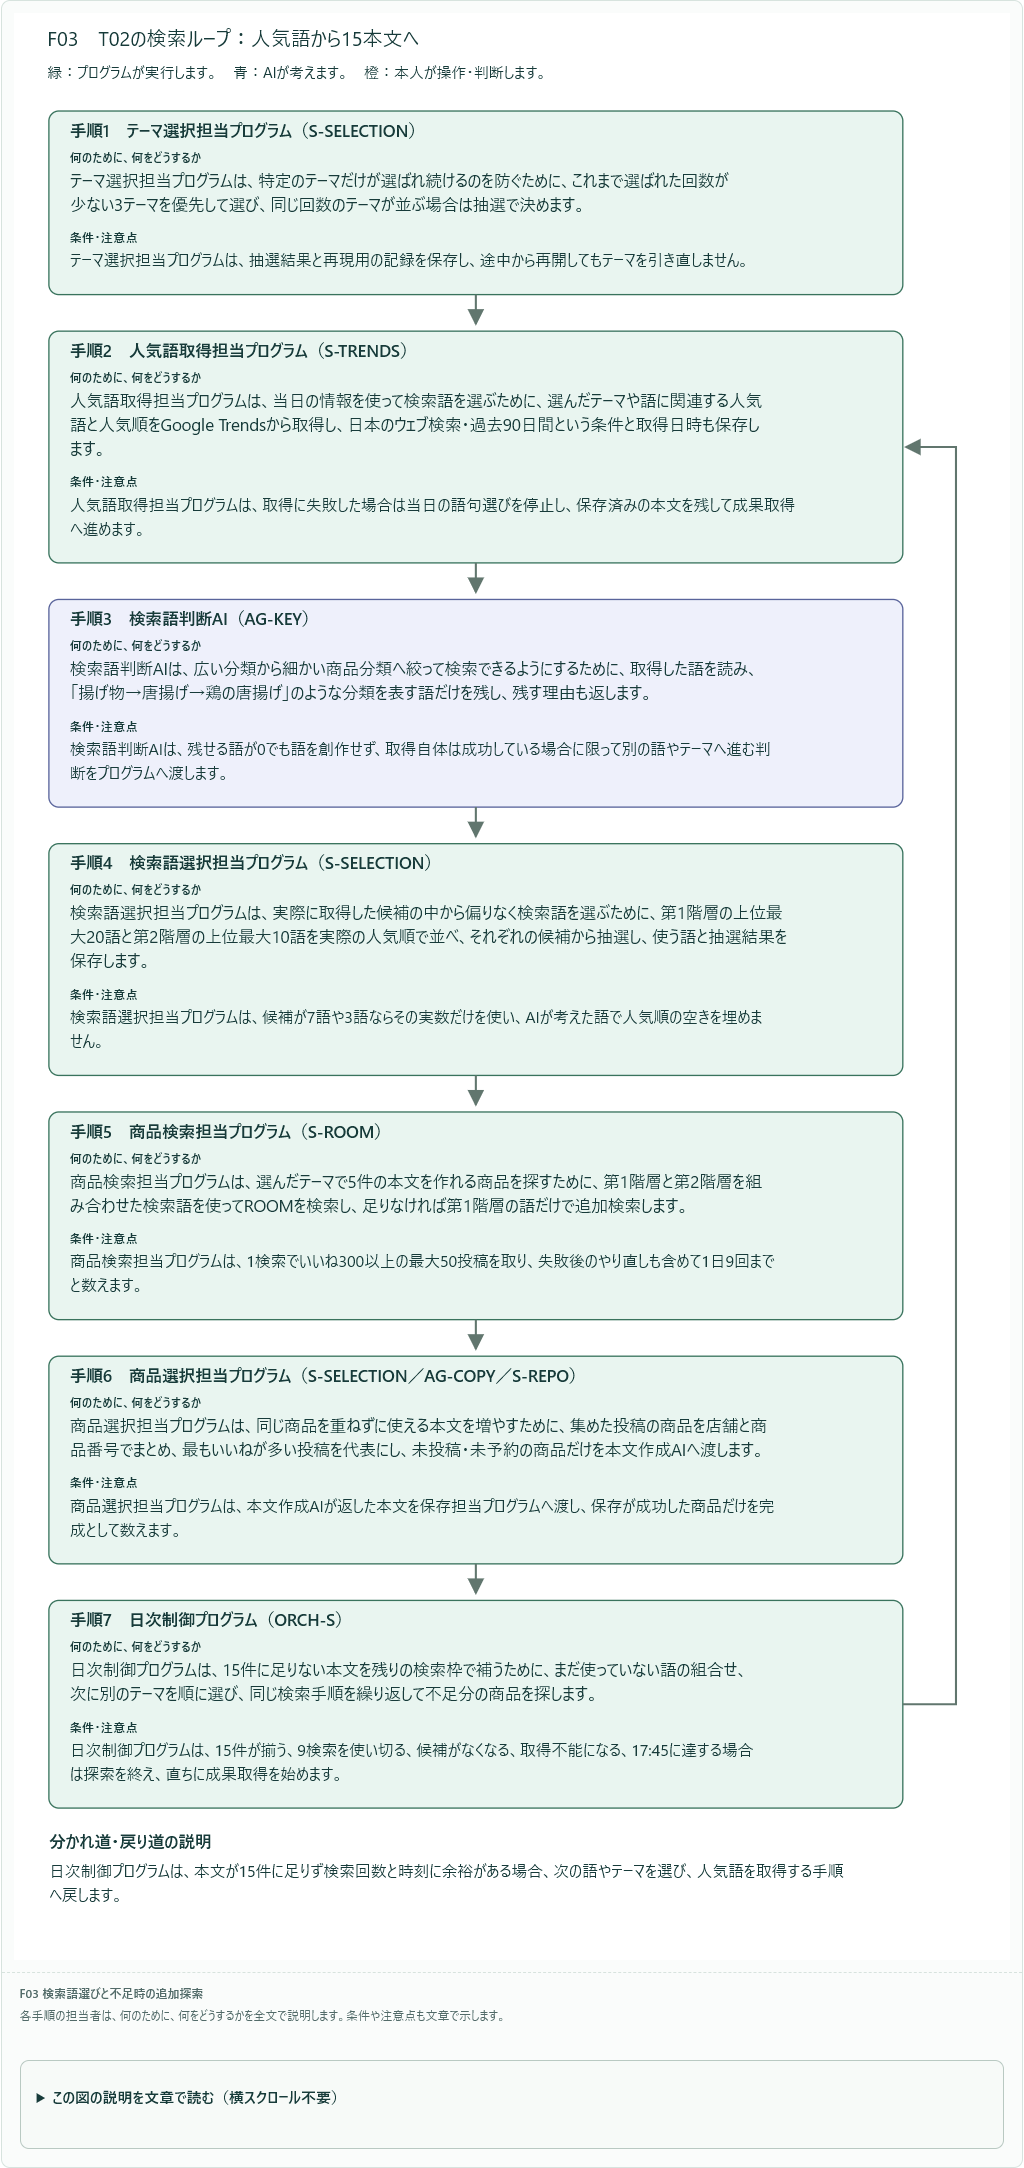 F03　T02の検索ループ：人気語から15本文へ
緑：プログラムが実行します。　青：AIが考えます。　橙：本人が操作・判断します。
手順1　テーマ選択担当プログラム（S-SELECTION）
何のために、何をどうするか
テーマ選択担当プログラムは、特定のテーマだけが選ばれ続けるのを防ぐために、これまで選ばれた回数が
少ない3テーマを優先して選び、同じ回数のテーマが並ぶ場合は抽選で決めます。
条件・注意点
テーマ選択担当プログラムは、抽選結果と再現用の記録を保存し、途中から再開してもテーマを引き直しません。
手順2　人気語取得担当プログラム（S-TRENDS）
何のために、何をどうするか
人気語取得担当プログラムは、当日の情報を使って検索語を選ぶために、選んだテーマや語に関連する人気
語と人気順をGoogle Trendsから取得し、日本のウェブ検索・過去90日間という条件と取得日時も保存し
ます。
条件・注意点
人気語取得担当プログラムは、取得に失敗した場合は当日の語句選びを停止し、保存済みの本文を残して成果取得
へ進めます。
手順3　検索語判断AI（AG-KEY）
何のために、何をどうするか
検索語判断AIは、広い分類から細かい商品分類へ絞って検索できるようにするために、取得した語を読み、
「揚げ物→唐揚げ→鶏の唐揚げ」のような分類を表す語だけを残し、残す理由も返します。
条件・注意点
検索語判断AIは、残せる語が0でも語を創作せず、取得自体は成功している場合に限って別の語やテーマへ進む判
断をプログラムへ渡します。
手順4　検索語選択担当プログラム（S-SELECTION）
何のために、何をどうするか
検索語選択担当プログラムは、実際に取得した候補の中から偏りなく検索語を選ぶために、第1階層の上位最
大20語と第2階層の上位最大10語を実際の人気順で並べ、それぞれの候補から抽選し、使う語と抽選結果を
保存します。
条件・注意点
検索語選択担当プログラムは、候補が7語や3語ならその実数だけを使い、AIが考えた語で人気順の空きを埋めま
せん。
手順5　商品検索担当プログラム（S-ROOM）
何のために、何をどうするか
商品検索担当プログラムは、選んだテーマで5件の本文を作れる商品を探すために、第1階層と第2階層を組
み合わせた検索語を使ってROOMを検索し、足りなければ第1階層の語だけで追加検索します。
条件・注意点
商品検索担当プログラムは、1検索でいいね300以上の最大50投稿を取り、失敗後のやり直しも含めて1日9回まで
と数えます。
手順6　商品選択担当プログラム（S-SELECTION／AG-COPY／S-REPO）
何のために、何をどうするか
商品選択担当プログラムは、同じ商品を重ねずに使える本文を増やすために、集めた投稿の商品を店舗と商
品番号でまとめ、最もいいねが多い投稿を代表にし、未投稿・未予約の商品だけを本文作成AIへ渡します。
条件・注意点
商品選択担当プログラムは、本文作成AIが返した本文を保存担当プログラムへ渡し、保存が成功した商品だけを完
成として数えます。
手順7　日次制御プログラム（ORCH-S）
何のために、何をどうするか
日次制御プログラムは、15件に足りない本文を残りの検索枠で補うために、まだ使っていない語の組合せ、
次に別のテーマを順に選び、同じ検索手順を繰り返して不足分の商品を探します。
条件・注意点
日次制御プログラムは、15件が揃う、9検索を使い切る、候補がなくなる、取得不能になる、17:45に達する場合
は探索を終え、直ちに成果取得を始めます。
分かれ道・戻り道の説明
日次制御プログラムは、本文が15件に足りず検索回数と時刻に余裕がある場合、次の語やテーマを選び、人気語を取得する手順
へ戻します。
F03 検索語選びと不足時の追加探索
各手順の担当者は、何のために、何をどうするかを全文で説明します。条件や注意点も文章で示します。
▶ この図の説明を文章で読む（横スクロール不要）